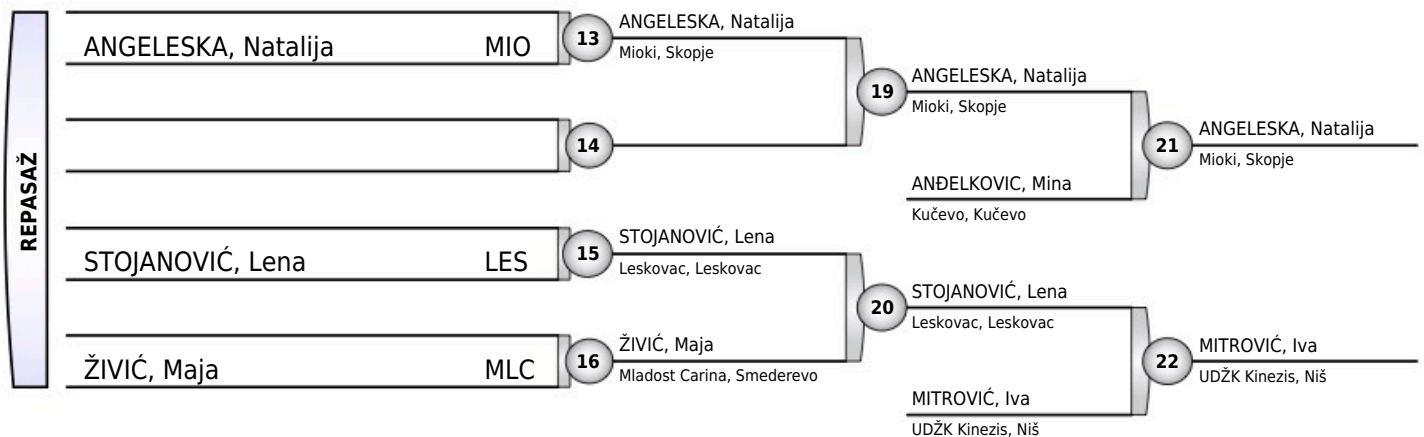 REPASAŽ
ANGELESKA, Natalija MIO
13
ANGELESKA, Natalija
Mioki, Skopje
14
19
ANGELESKA, Natalija
Mioki, Skopje
ANĐELKOVIC, Mina
Kučevo, Kučevo
21
ANGELESKA, Natalija
Mioki, Skopje
STOJANOVIĆ, Lena LES
15
STOJANOVIĆ, Lena
Leskovac, Leskovac
ŽIVIĆ, Maja MLC
16
ŽIVIĆ, Maja
Mladost Carina, Smederevo
20
STOJANOVIĆ, Lena
Leskovac, Leskovac
MITROVIĆ, Iva
UDŽK Kinezis, Niš
22
MITROVIĆ, Iva
UDŽK Kinezis, Niš